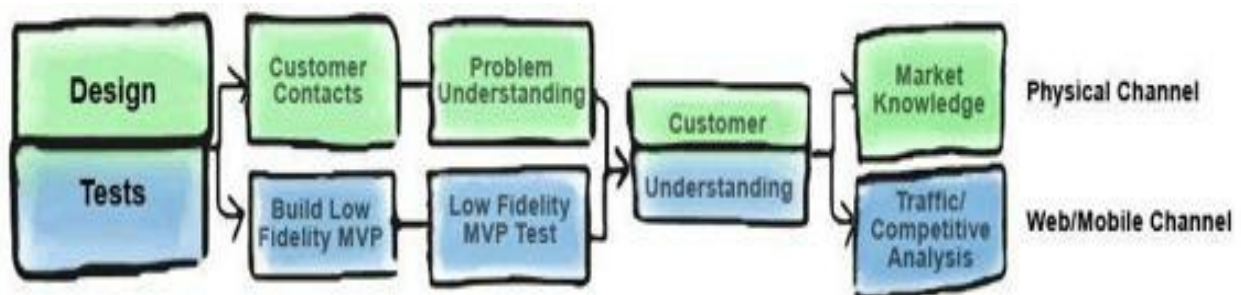 Design
Tests
Customer
Contacts
Problem
Understanding
Build Low
Fidelity MVP
Low Fidelity
MVP Test
Customer
Understanding
Market
Knowledge
Physical Channel
Traffic/
Competitive
Analysis
Web/Mobile Channel